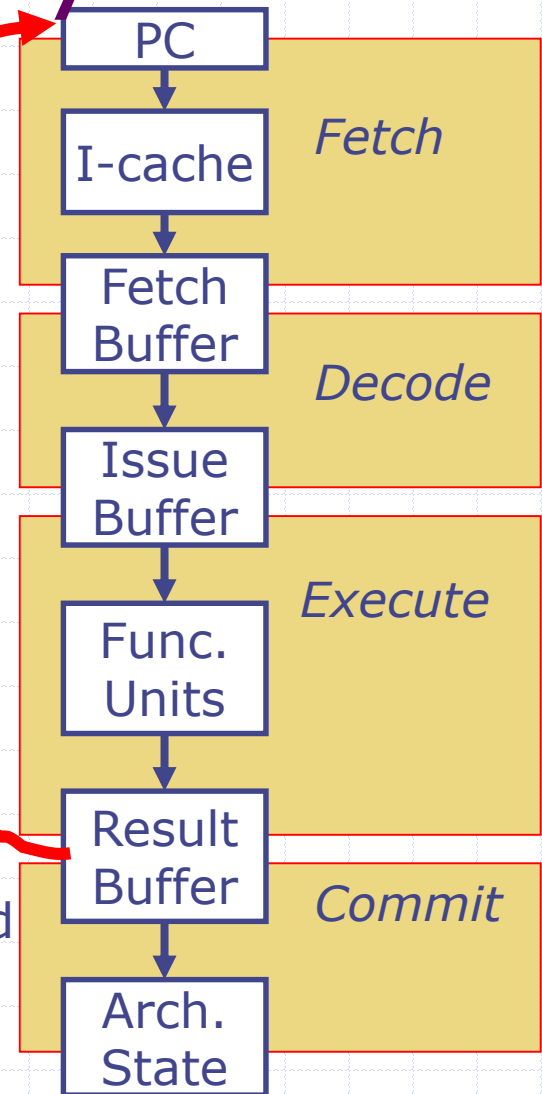 PC
I-cache
Fetch
Fetch
Buffer
Decode
Issue
Buffer
Execute
Func.
Units
Result
Buffer
Commit
d
Arch.
State